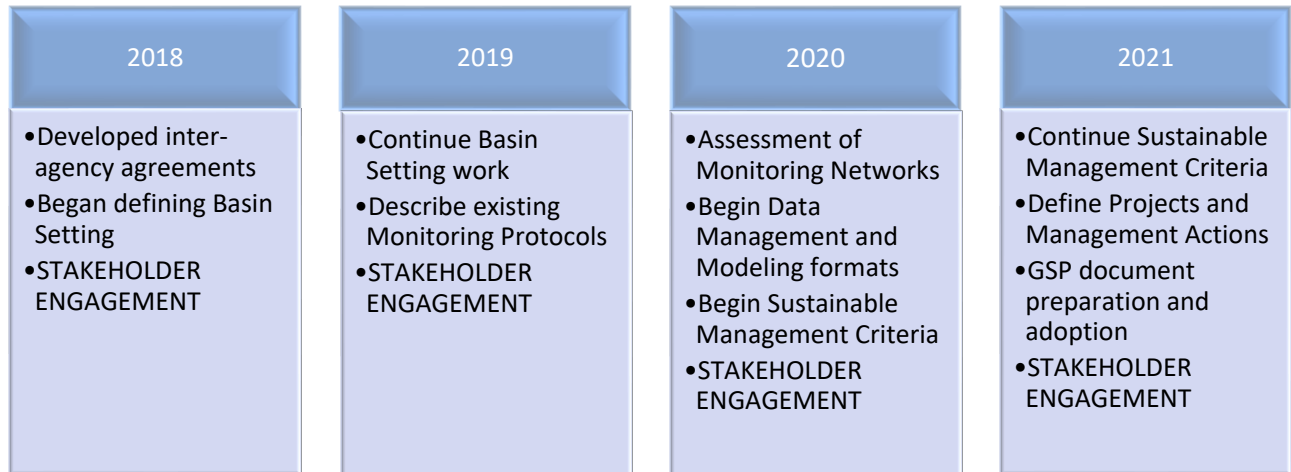 2018
•Developed inter-
agency agreements
•Began defining Basin
Setting
•STAKEHOLDER
ENGAGEMENT
2019
•Continue Basin
Setting work
•Describe existing
Monitoring Protocols
•STAKEHOLDER
ENGAGEMENT
2020
•Assessment of
Monitoring Networks
•Begin Data
Management and
Modeling formats
•Begin Sustainable
Management Criteria
•STAKEHOLDER
ENGAGEMENT
2021
•Continue Sustainable
Management Criteria
•Define Projects and
Management Actions
•GSP document
preparation and
adoption
•STAKEHOLDER
ENGAGEMENT